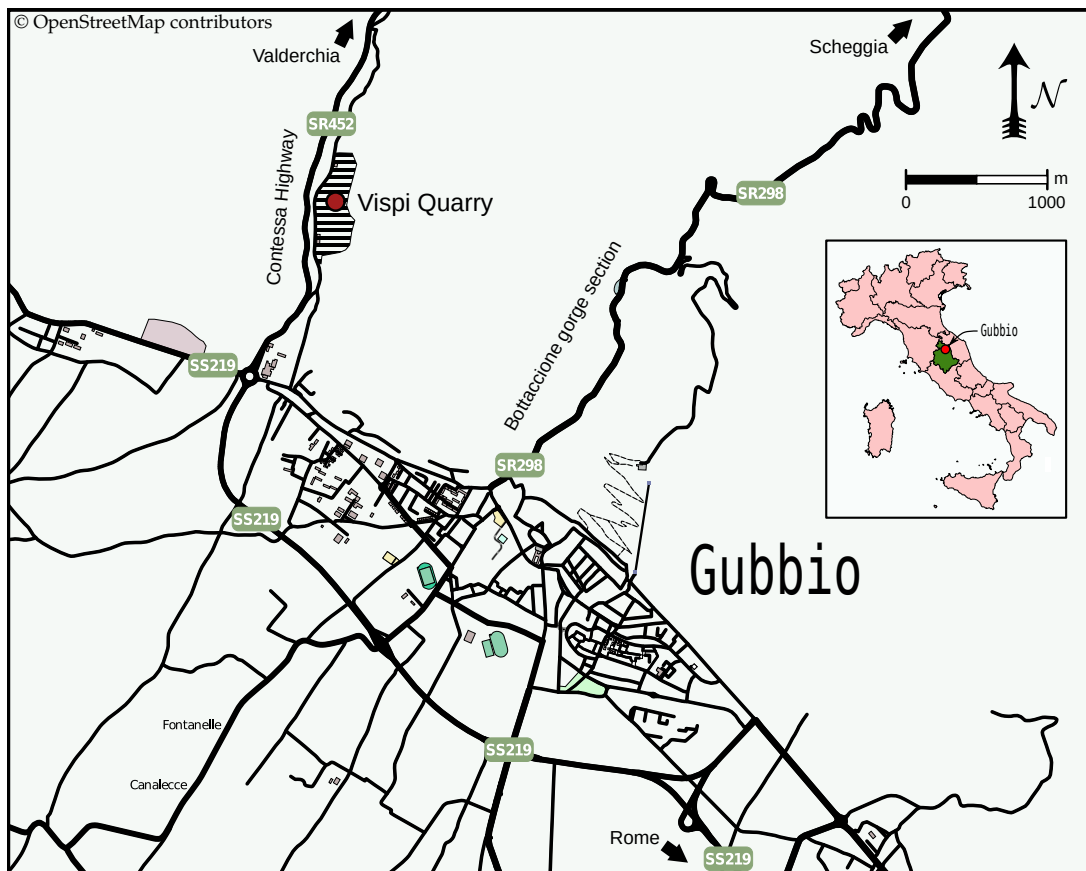 © OpenStreetMap contributors
Valderchia
Scheggia
N
SR452
Contessa Highway
Vispi Quarry
SR298
m
0 1000
Bottaccione gorge section
Gubbio
SS219
SR298
SS219
Gubbio
Fontanelle
SS219
Canalecce
Rome
SS219